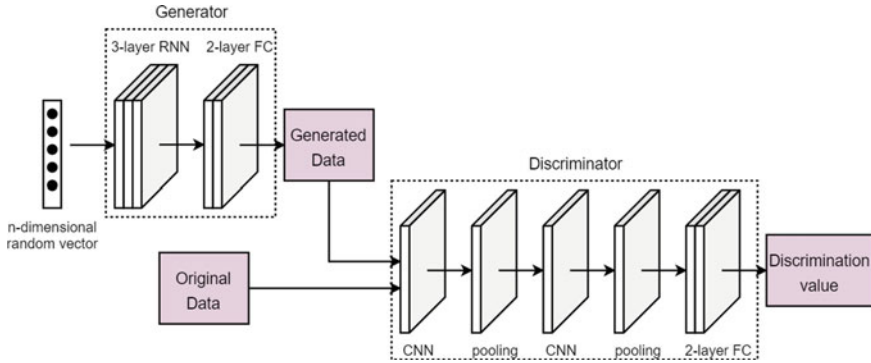 Generator
3-layer RNN
2-layer FC
n-dimensional
random vector
Generated
Data
Original
Data
Discriminator
CNN
pooling
CNN
pooling
2-layer FC
Discrimination
value